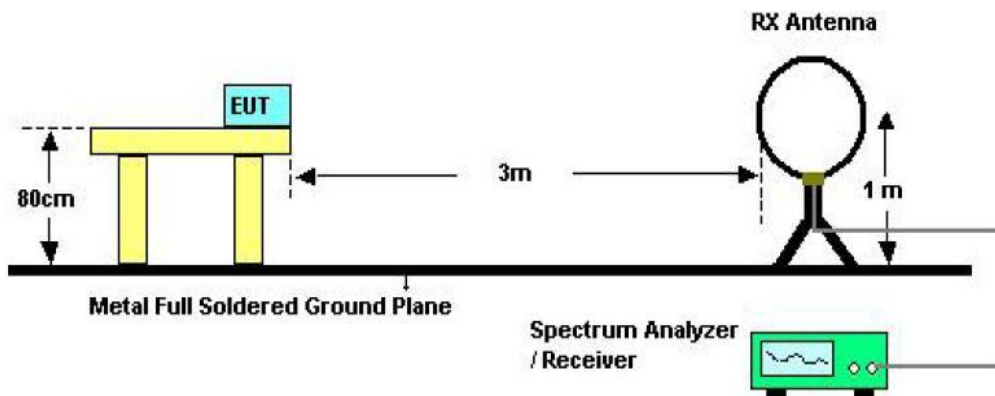 RX Antenna
EUT
3m
80cm
1 m
Metal Full Soldered Ground Plane
Spectrum Analyzer
/ Receiver